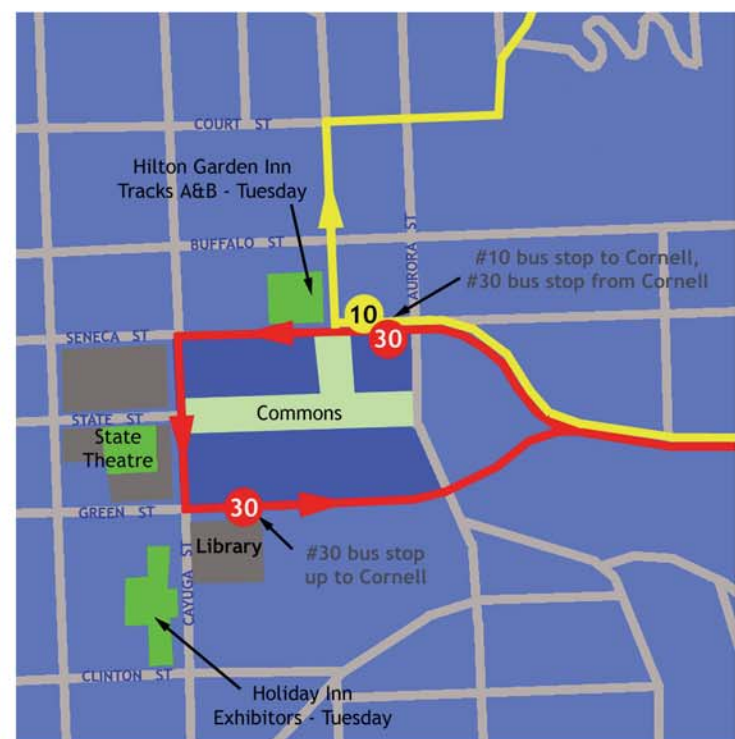 COURT ST
Hilton Garden Inn
Tracks A&B - Tuesday
BUFFALO ST
AURORA ST
#10 bus stop to Cornell,
#30 bus stop from Cornell
10
30
SENECA ST
Commons
STATE ST
State
Theatre
GREEN ST
30
Library
#30 bus stop
up to Cornell
CAYUGA ST
CLINTON ST
Holiday Inn
Exhibitors - Tuesday